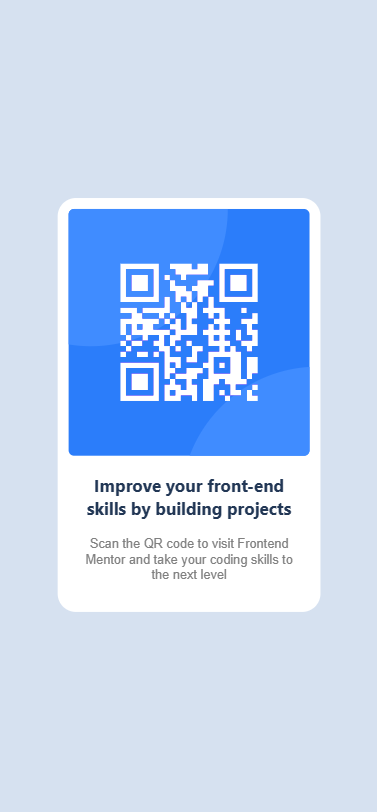 Improve your front-end
skills by building projects
Scan the QR code to visit Frontend
Mentor and take your coding skills to
the next level